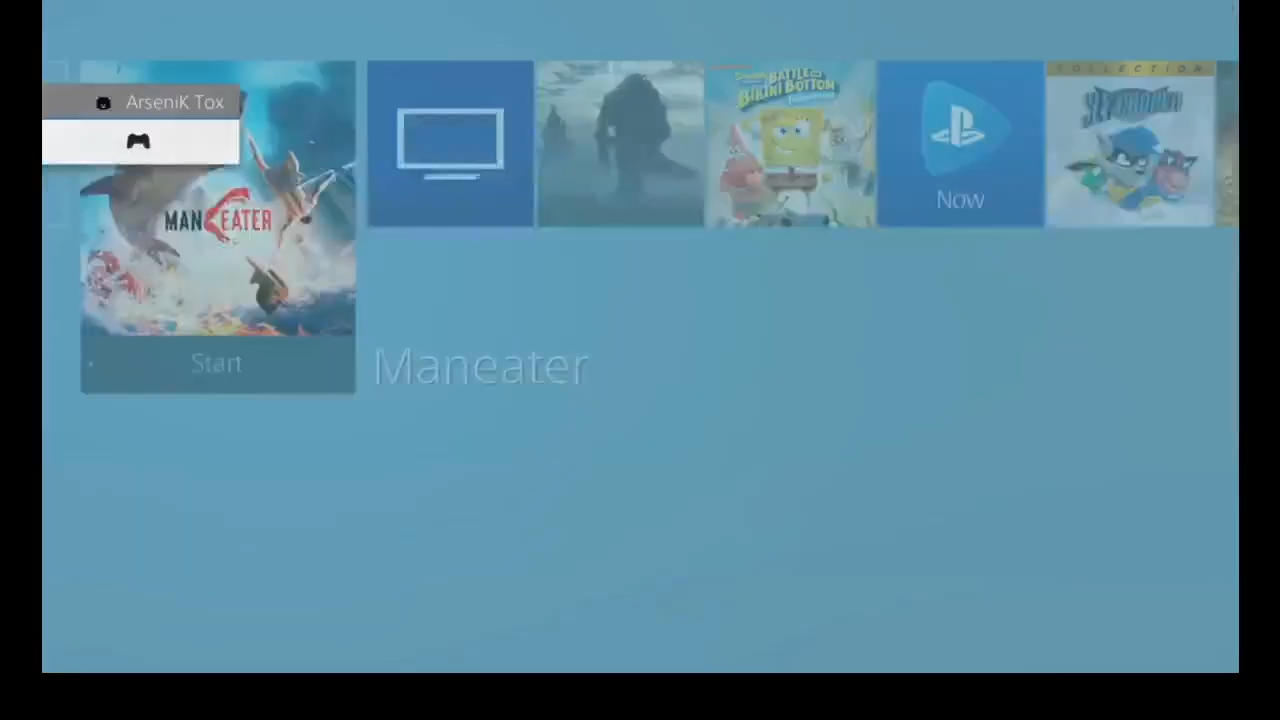 ArseniK Tox
MANEATER
Start
Maneater
BATTLE FOR
BIKINI BOTTOM
Now
COLLECTION